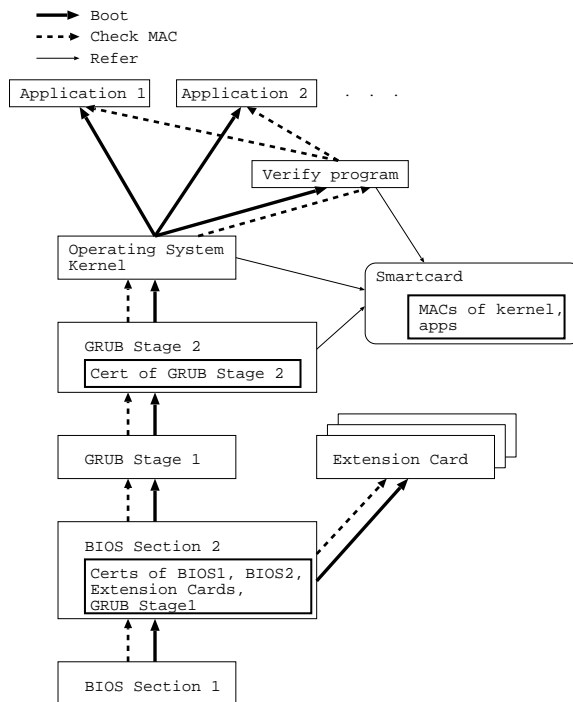 Boot
Check MAC
Refer
Application 1
Application 2
. . .
Verify program
Operating System
Kernel
Smartcard
MACs of kernel,
apps
GRUB Stage 2
Cert of GRUB Stage 2
GRUB Stage 1
Extension Card
BIOS Section 2
Certs of BIOS1, BIOS2,
Extension Cards,
GRUB Stage1
BIOS Section 1